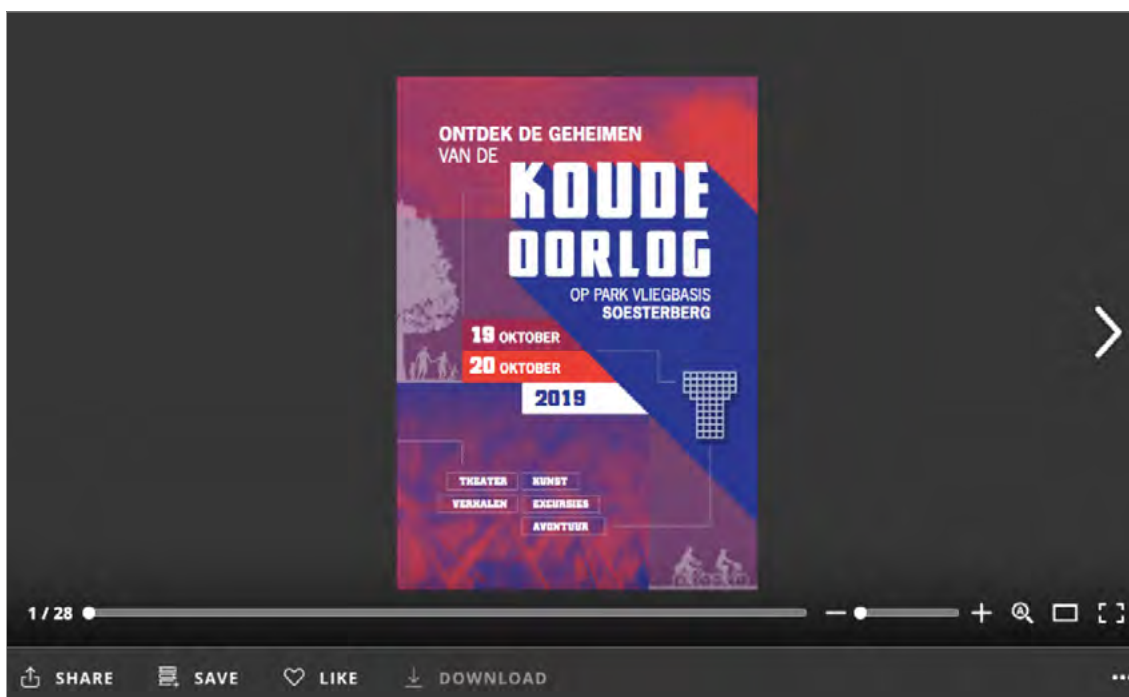 ONTDEK DE GEHEIMEN
VAN DE
KOUDE
OORLOG
OP PARK VLIEGBASIS
SOESTERBERG
19 OKTOBER
20 OKTOBER
2019
THEATER KUNST
VERHALEN EXCURSIES
AVONTUUR
1 / 28
SHARE SAVE LIKE DOWNLOAD